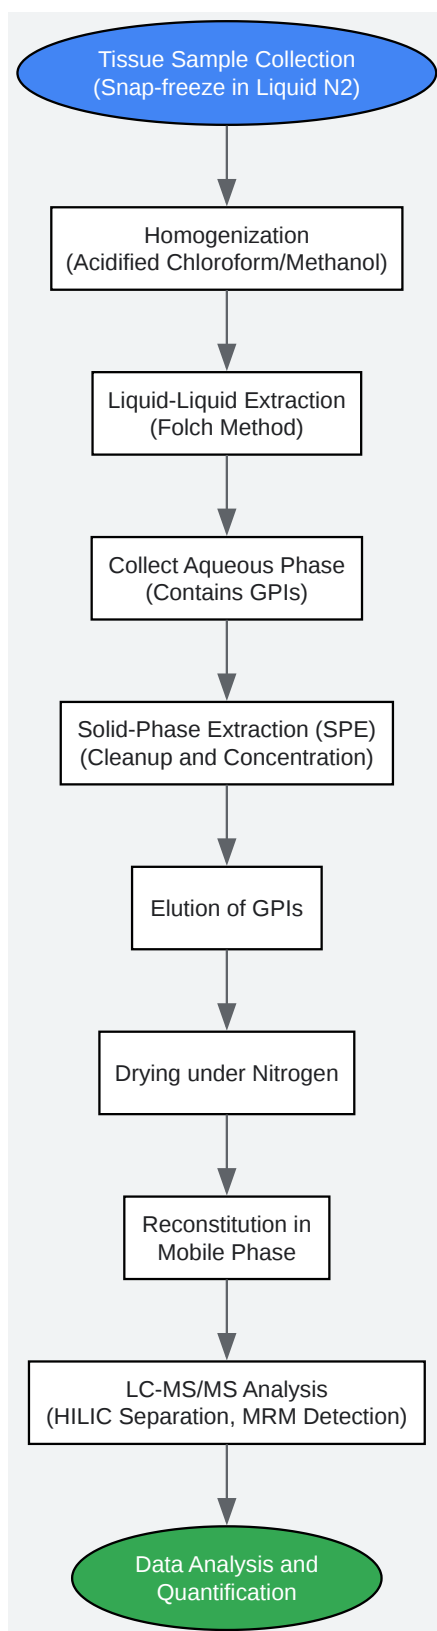 Tissue Sample Collection
(Snap-freeze in Liquid N2)
Homogenization
(Acidified Chloroform/Methanol)
Liquid-Liquid Extraction
(Folch Method)
Collect Aqueous Phase
(Contains GPIs)
Solid-Phase Extraction (SPE)
(Cleanup and Concentration)
Elution of GPIs
Drying under Nitrogen
Reconstitution in
Mobile Phase
LC-MS/MS Analysis
(HILIC Separation, MRM Detection)
Data Analysis and
Quantification